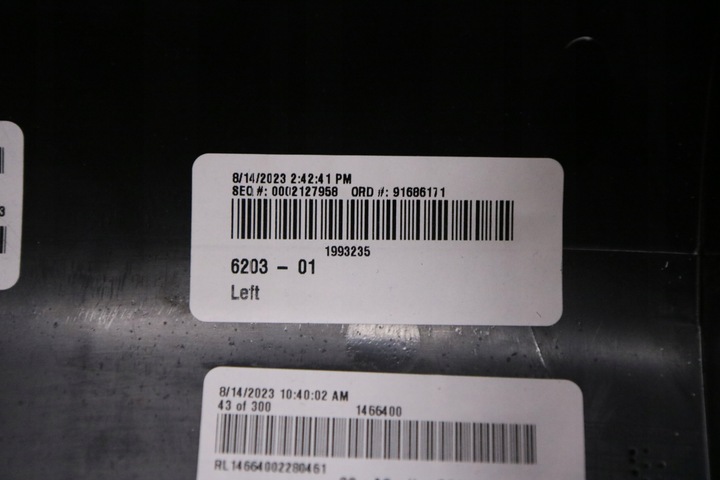 8/14/2023 2:42:41 PM
SEQ #: 0002127958 ORD #: 91686171
1993235
6203 - 01
Left
3
8/14/2023 10:40:02 AM
43 of 300 1466400
RL14664002280461